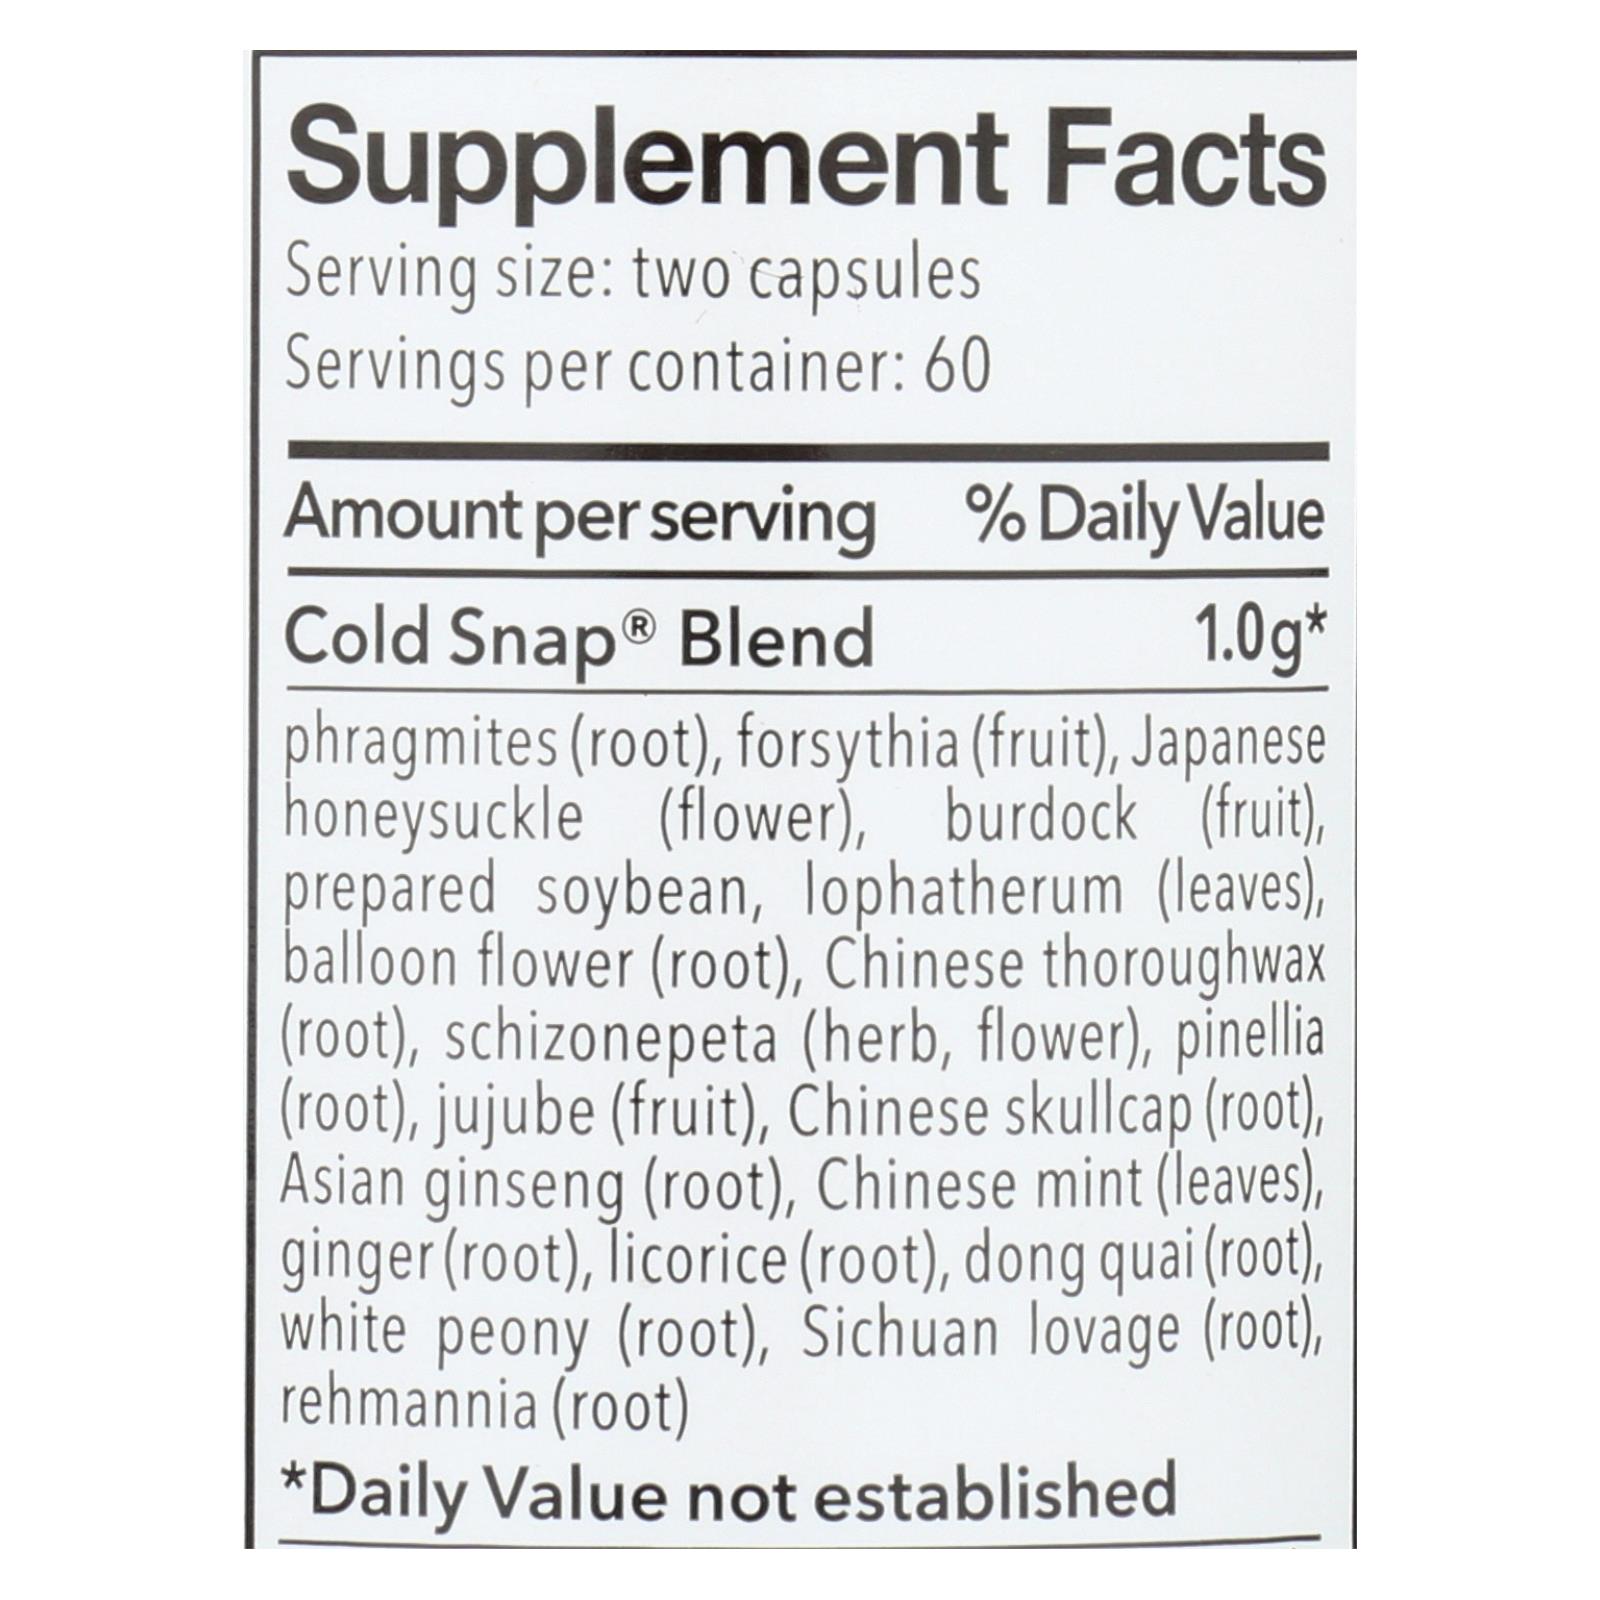 Supplement Facts
Serving size: two capsules
Servings per container: 60
Amount per serving % Daily Value
Cold Snap® Blend 1.0g*
phragmites (root), forsythia (fruit), Japanese
honeysuckle (flower), burdock (fruit),
prepared soybean, lophatherum (leaves),
balloon flower (root), Chinese thoroughwax
(root), schizonepeta (herb, flower), pinellia
(root), jujube (fruit), Chinese skullcap (root),
Asian ginseng (root), Chinese mint (leaves),
ginger (root), licorice (root), dong quai (root),
white peony (root), Sichuan lovage (root),
rehmannia (root)
*Daily Value not established